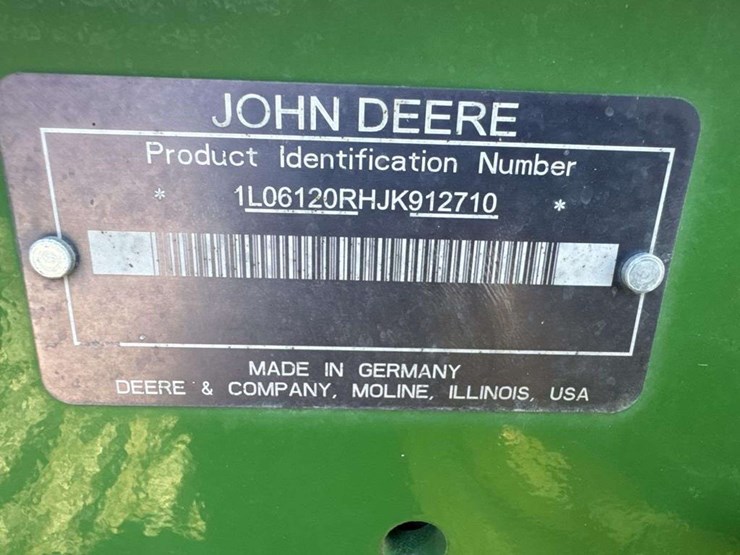 JOHN DEERE
Product Identification Number
* 1L06120RHJK912710 *
MADE IN GERMANY
DEERE & COMPANY, MOLINE, ILLINOIS, USA